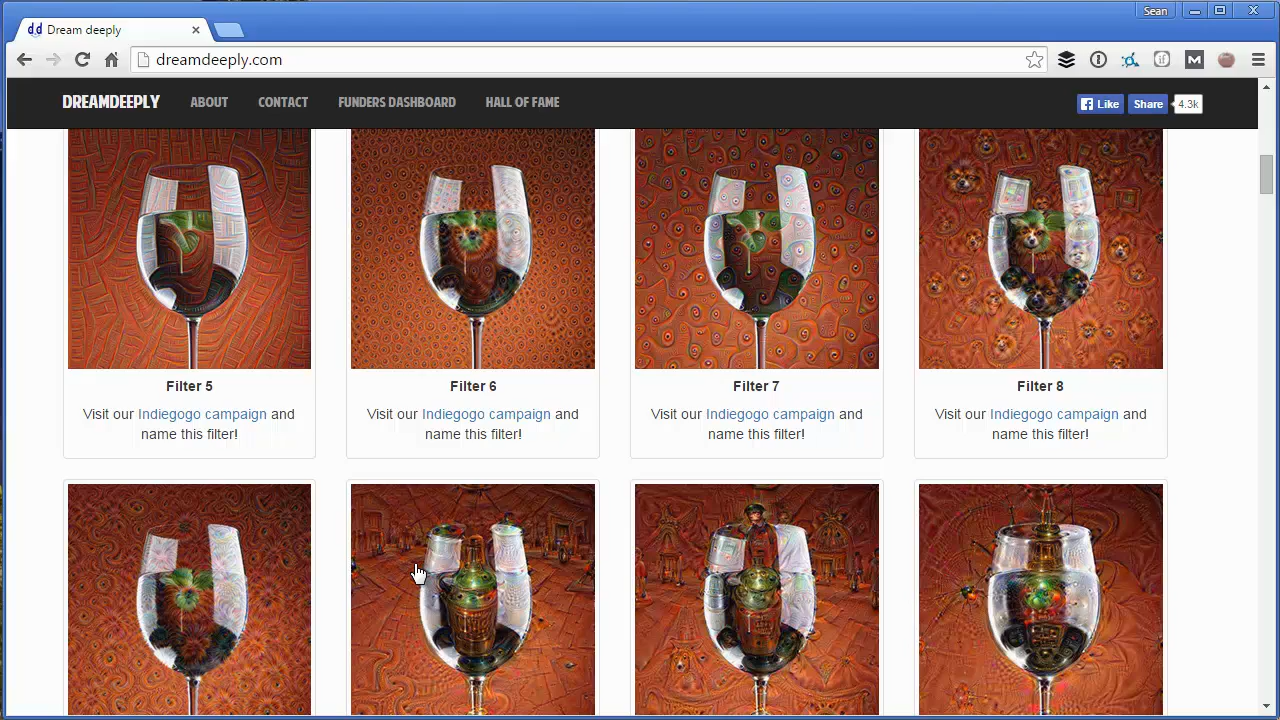 Sean
Dream deeply
dreamdeeply.com
DREAMDEEPLY ABOUT CONTACT FUNDERS DASHBOARD HALL OF FAME Like Share 4.3k
Filter 5
Visit our Indiegogo campaign and
name this filter!
Filter 6
Visit our Indiegogo campaign and
name this filter!
Filter 7
Visit our Indiegogo campaign and
name this filter!
Filter 8
Visit our Indiegogo campaign and
name this filter!